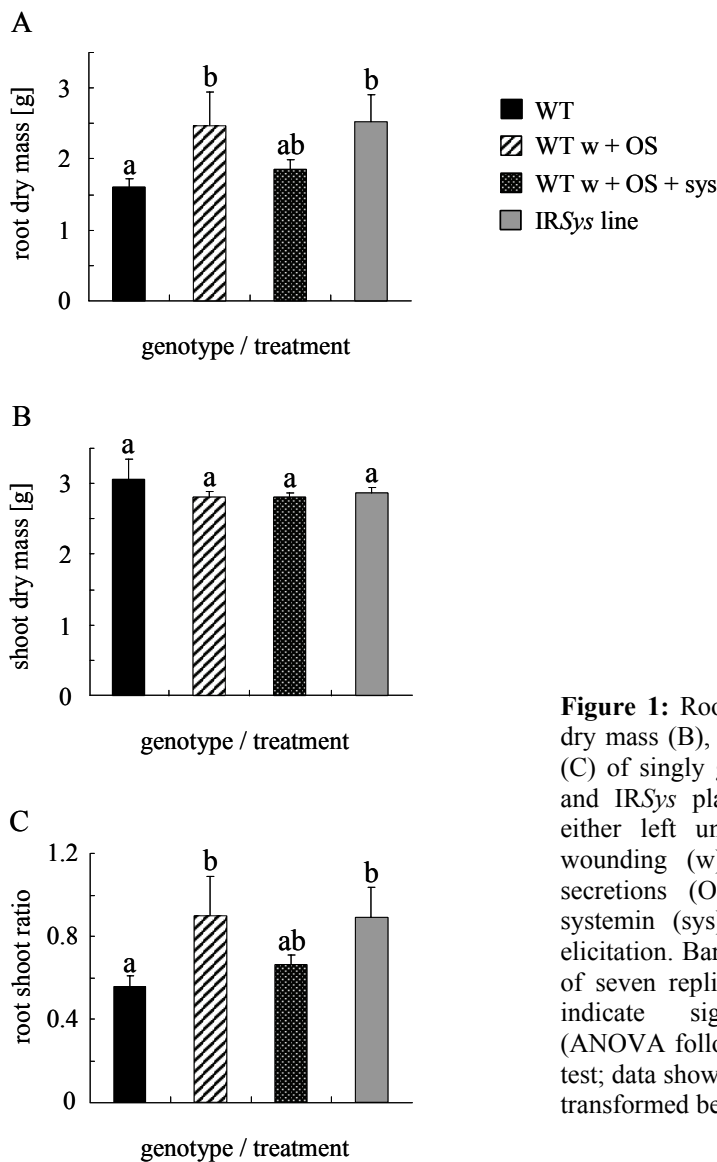 A
root dry mass [g]
3
2
1
0
a
b
ab
b
genotype / treatment
WT
WT w + OS
WT w + OS + sys
IRSys line
B
shoot dry mass [g]
3
2
1
0
a
a
a
a
genotype / treatment
C
root shoot ratio
1.2
0.8
0.4
0
a
b
ab
b
genotype / treatment
Figure 1: Roo
dry mass (B),
(C) of singly
and IRSys pla
either left un
wounding (w)
secretions (O
systemin (sys)
elicitation. Bar
of seven repli
indicate sig
(ANOVA follo
test; data show
transformed be